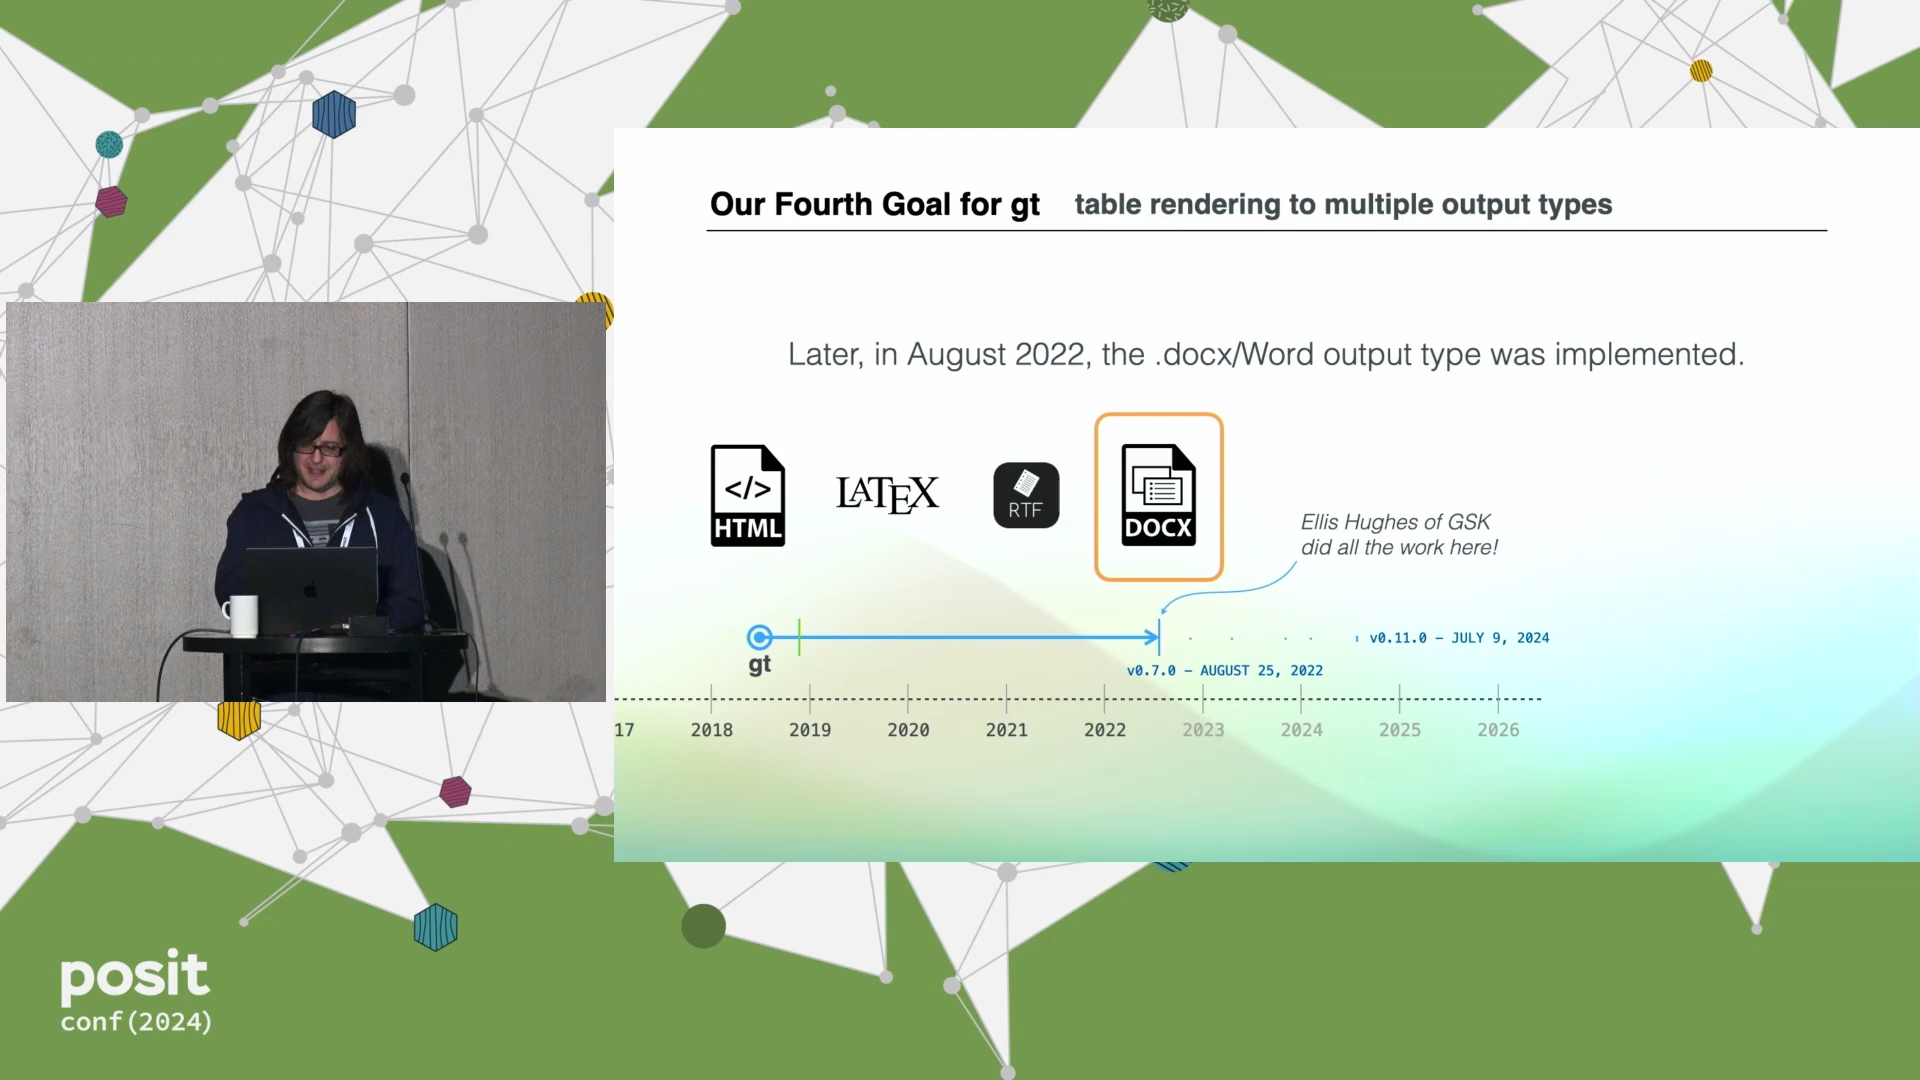 Our Fourth Goal for gt table rendering to multiple output types
Later, in August 2022, the .docx/Word output type was implemented.
</>
HTML
LATEX
RTF
DOCX
Ellis Hughes of GSK
did all the work here!
gt
v0.11.0 – JULY 9, 2024
v0.7.0 – AUGUST 25, 2022
17 2018 2019 2020 2021 2022 2023 2024 2025 2026
posit
conf(2024)